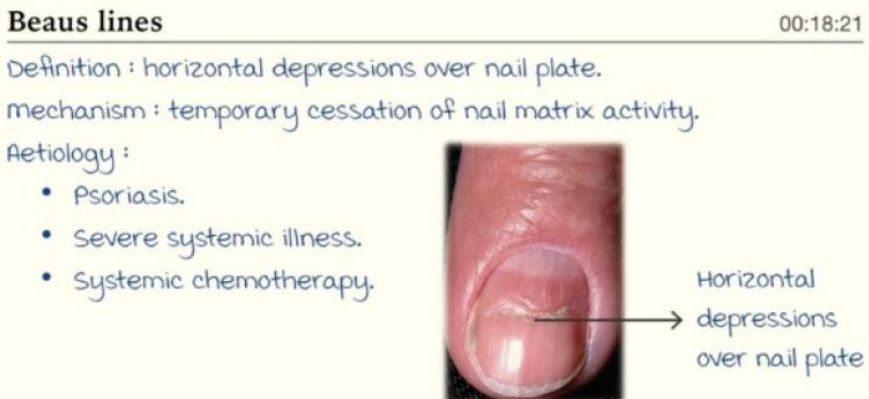 Beaus lines
00:18:21
Definition : horizontal depressions over nail plate.
mechanism : temporary cessation of nail matrix activity.
Aetiology :
• Psoriasis.
• Severe systemic illness.
• Systemic chemotherapy.
Horizontal
depressions
over nail plate